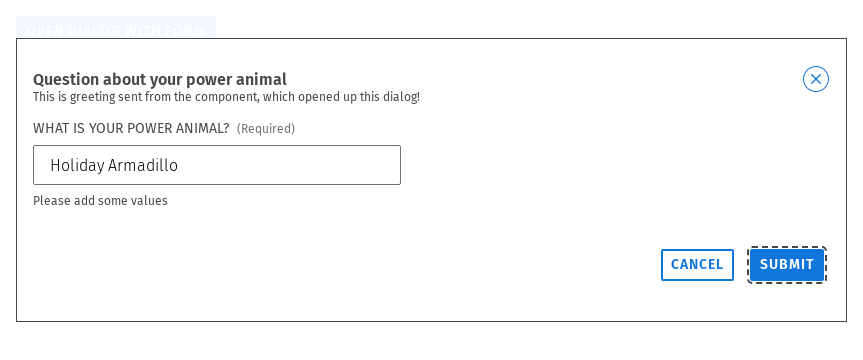 OPEN DIALOG WITH FORM
Question about your power animal
This is greeting sent from the component, which opened up this dialog!
WHAT IS YOUR POWER ANIMAL? (Required)
Holiday Armadillo
Please add some values
CANCEL SUBMIT